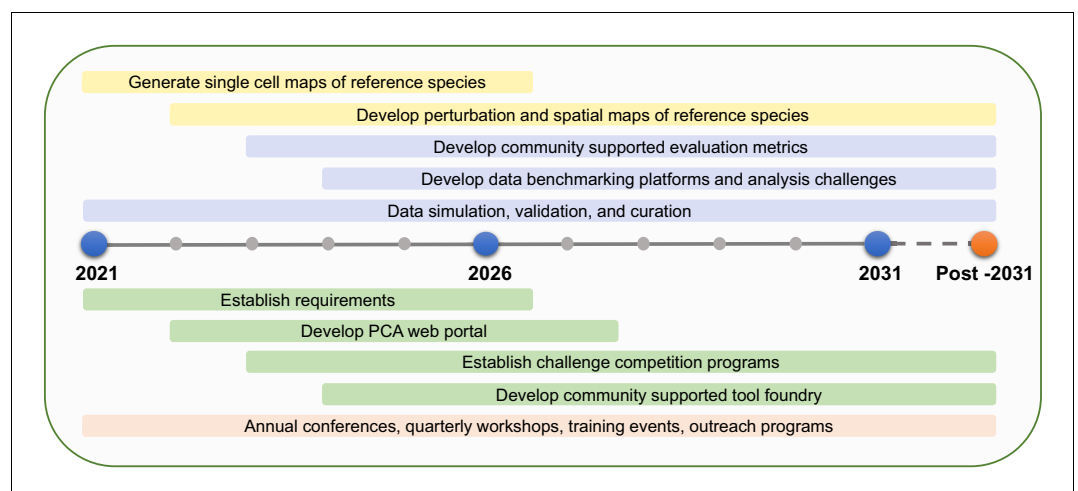 Generate single cell maps of reference species
Develop perturbation and spatial maps of reference species
Develop community supported evaluation metrics
Develop data benchmarking platforms and analysis challenges
Data simulation, validation, and curation
2021
2026
2031
Post -2031
Establish requirements
Develop PCA web portal
Establish challenge competition programs
Develop community supported tool foundry
Annual conferences, quarterly workshops, training events, outreach programs